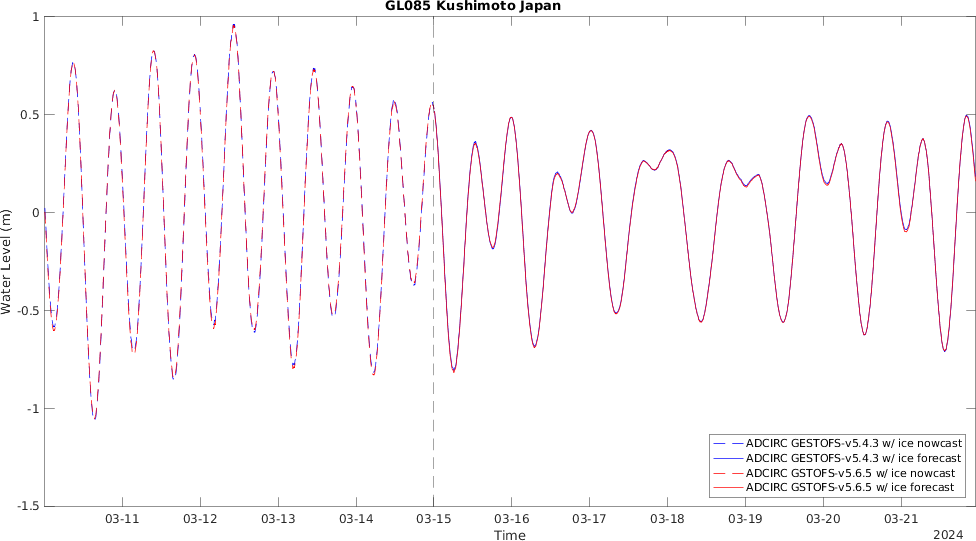 GL085 Kushimoto Japan
1
0.5
0
-0.5
-1
-1.5
Water Level (m)
03-11 03-12 03-13 03-14 03-15 03-16 03-17 03-18 03-19 03-20 03-21
Time
2024
ADCIRC GESTOFS-v5.4.3 w/ ice nowcast
ADCIRC GESTOFS-v5.4.3 w/ ice forecast
ADCIRC GSTOFS-v5.6.5 w/ ice nowcast
ADCIRC GSTOFS-v5.6.5 w/ ice forecast